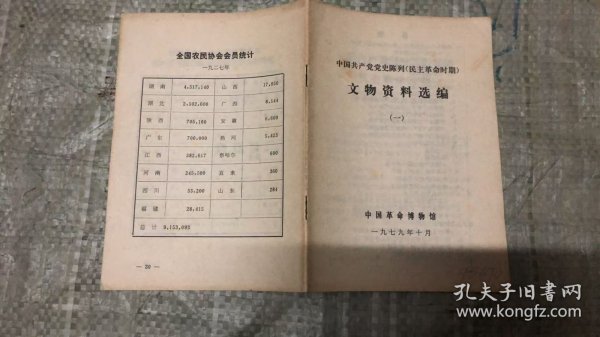 全国农民协会会员统计
一九二七年
湖南 4,517,140 山西 17,050
湖北 2,502,600 广西 8,144
陕西 705,160 安徽 6,600
广东 700,000 热河 5,423
江西 382,617 察哈尔 600
河南 245,500 直隶 360
四川 33,200 山东 284
福建 28,415
总计 9,153,093
— 30 —
中国共产党党史陈列(民主革命时期)
文物资料选编
(一)
中国革命博物馆
一九七九年十月
孔夫子旧书网
www.kongfz.com